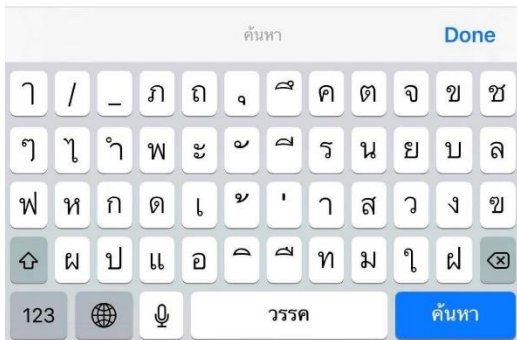 ค้นหา Done
ๅ / _ ภ ถ ุ ึ ค ต จ ข ช
ๆ ไ ำ พ ะ ั ี ร น ย บ ล
ฟ ห ก ด เ ้ ่ า ส ว ง ฃ
ผ ป แ อ ิ ื ท ม ใ ฝ
123 วรรค ค้นหา